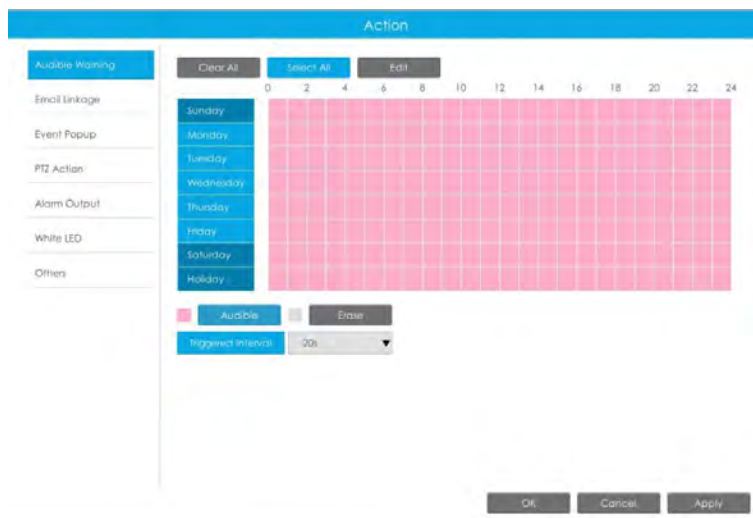 Action
Audible Warning
Email Linkage
Event Popup
PTZ Action
Alarm Output
White LED
Others
Clear All Select All Edit
0 2 4 6 8 10 12 14 16 18 20 22 24
Sunday
Monday
Tuesday
Wednesday
Thursday
Friday
Saturday
Holiday
Audible Erase
Triggered Interval 20s
OK Cancel Apply